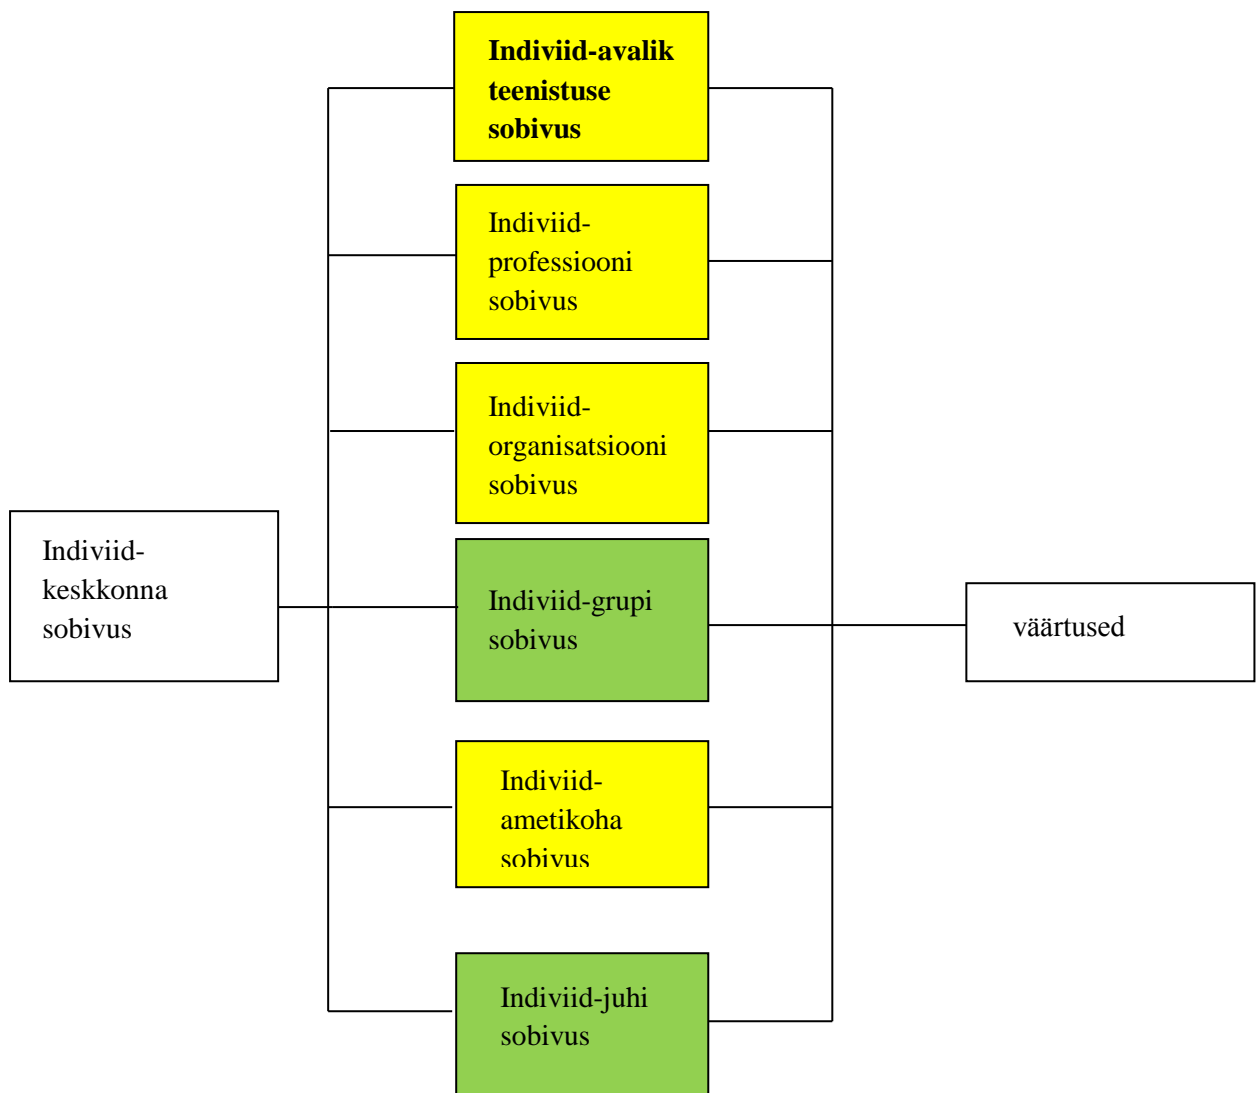 Indiviid-avalik
teenistuse
sobivus
Indiviid-
professiooni
sobivus
Indiviid-
organisatsiooni
sobivus
Indiviid-
keskkonna
sobivus
Indiviid-grupi
sobivus
väärtused
Indiviid-
ametikoha
sobivus
Indiviid-juhi
sobivus